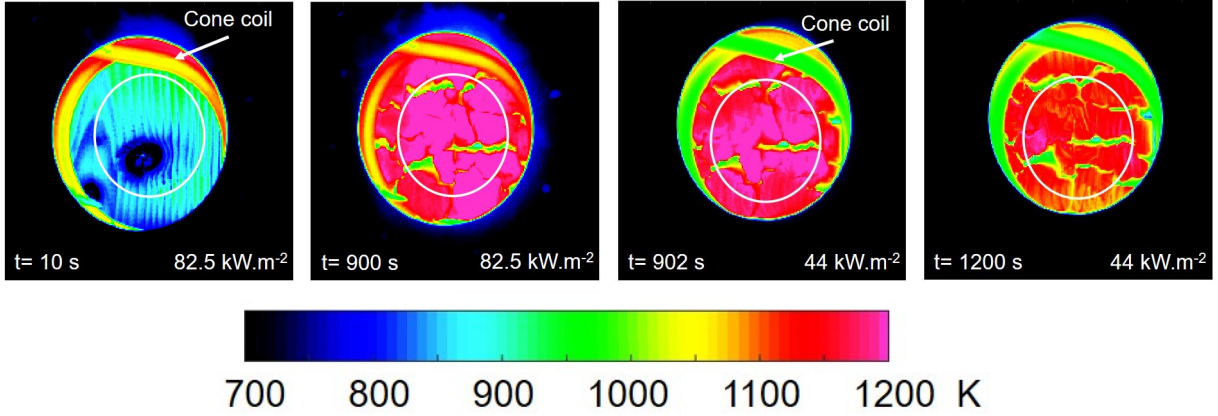 Cone coil
Cone coil
t= 10 s
82.5 kW.m-2
t= 900 s
82.5 kW.m-2
t= 902 s
44 kW.m-2
t= 1200 s
44 kW.m-2
700 800 900 1000 1100 1200 K